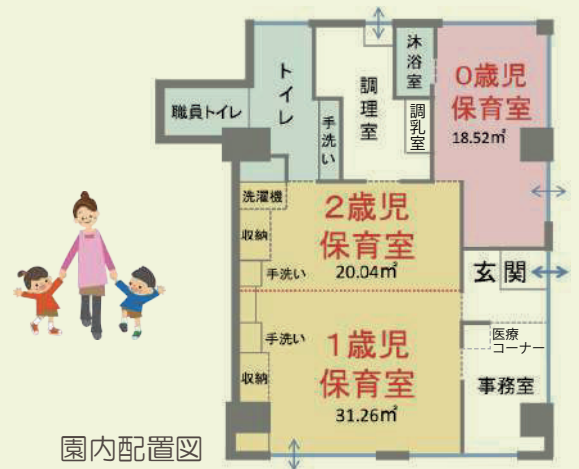 職員トイレ
トイレ
手洗い
調理室
沐浴室
調乳室
0歳児
保育室
18.52㎡
洗濯機
収納
手洗い
2歳児
保育室
20.04㎡
玄関
手洗い
収納
1歳児
保育室
31.26㎡
医療
コーナー
事務室
園内配置図